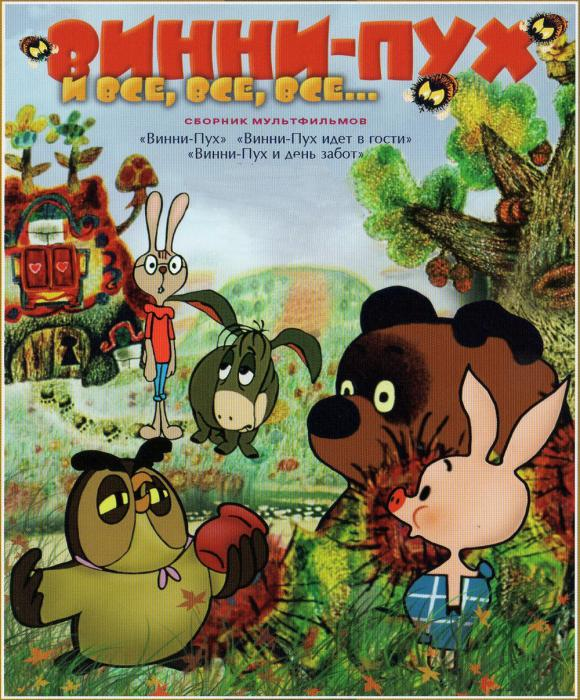 ВИННИ-ПУХ
И ВСЕ, ВСЕ, ВСЕ...
СБОРНИК МУЛЬТФИЛЬМОВ
«Винни-Пух» «Винни-Пух идет в гости»
«Винни-Пух и день забот»